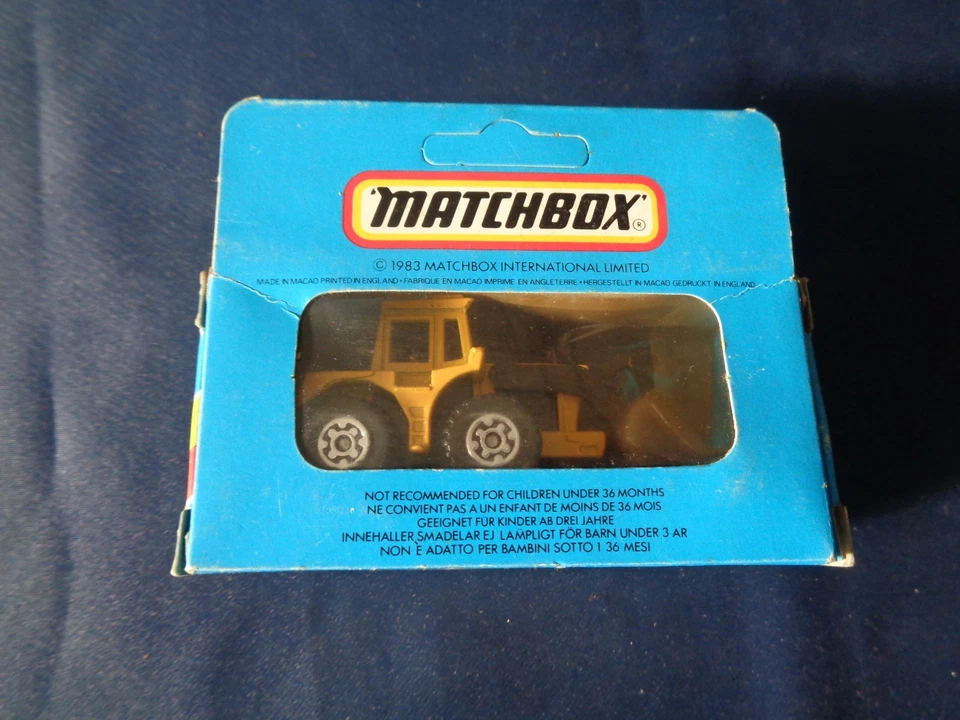 'MATCHBOX' ®
© 1983 MATCHBOX INTERNATIONAL LIMITED
MADE IN MACAO PRINTED IN ENGLAND • FABRIQUE EN MACAO IMPRIME EN ANGLETERRE • HERGESTELLT IN MACAO GEDRUCKT IN ENGLAND
NOT RECOMMENDED FOR CHILDREN UNDER 36 MONTHS
NE CONVIENT PAS A UN ENFANT DE MOINS DE 36 MOIS
GEEIGNET FÜR KINDER AB DREI JAHRE
INNEHALLER SMADELAR EJ LAMPLIGT FÖR BARN UNDER 3 AR
NON È ADATTO PER BAMBINI SOTTO 1 36 MESI